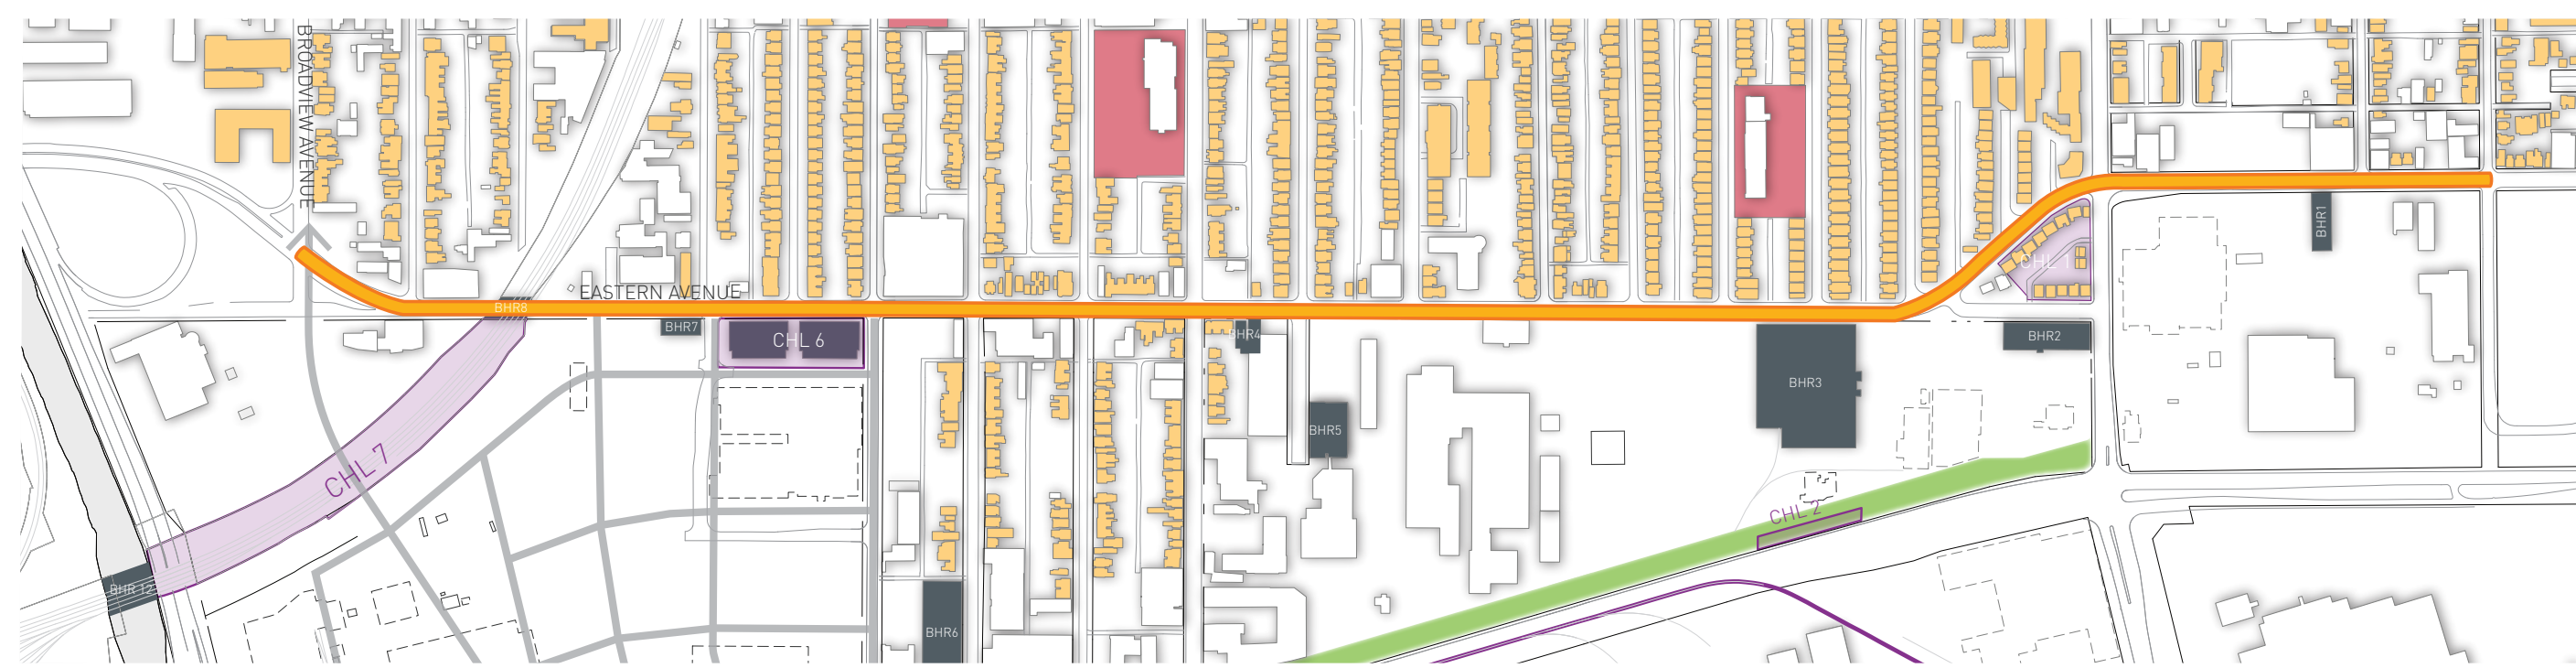 BROADVIEW AVENUE
BHR1
CHL 1
EASTERN AVENUE
BHR8
BHR7
CHL 6
BHR4
BHR2
BHR3
BHR5
CHL 7
CHL 2
BHR 12
BHR6